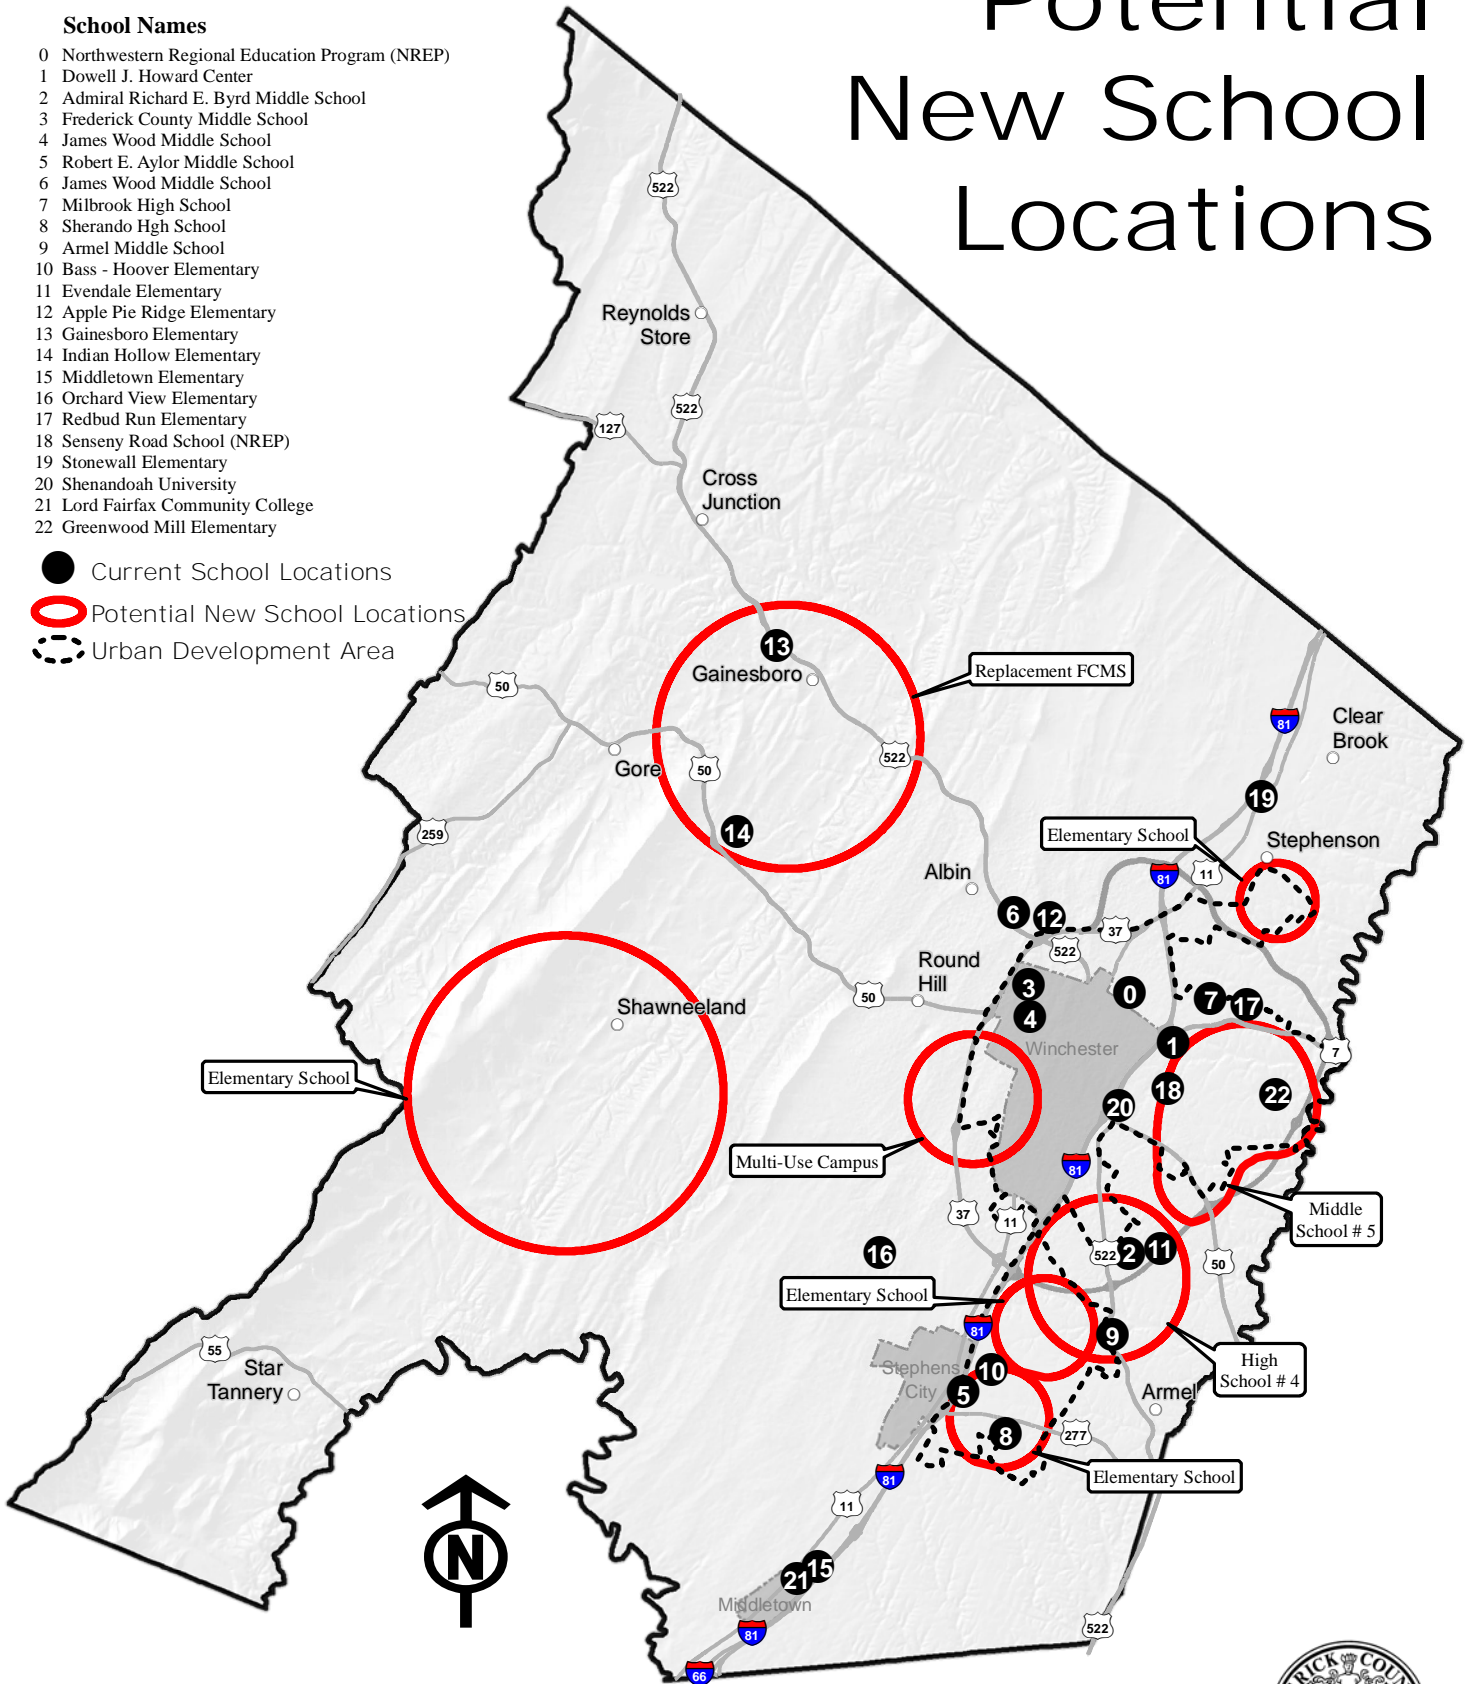 Potential
New School
Locations
School Names
0 Northwestern Regional Education Program (NREP)
1 Dowell J. Howard Center
2 Admiral Richard E. Byrd Middle School
3 Frederick County Middle School
4 James Wood Middle School
5 Robert E. Aylor Middle School
6 James Wood Middle School
7 Milbrook High School
8 Sherando Hgh School
9 Armel Middle School
10 Bass - Hoover Elementary
11 Evendale Elementary
12 Apple Pie Ridge Elementary
13 Gainesboro Elementary
14 Indian Hollow Elementary
15 Middletown Elementary
16 Orchard View Elementary
17 Redbud Run Elementary
18 Senseny Road School (NREP)
19 Stonewall Elementary
20 Shenandoah University
21 Lord Fairfax Community College
22 Greenwood Mill Elementary
Current School Locations
Potential New School Locations
Urban Development Area
522
Reynolds
Store
522
127
Cross
Junction
13
Gainesboro
Replacement FCMS
50
Gore
50
522
81
Clear
Brook
259
14
19
Elementary School
Stephenson
Albin
81
11
6
12
37
522
Round
Hill
50
3
4
0
7
17
Shawneeland
Winchester
1
7
Elementary School
18
22
20
Multi-Use Campus
81
Middle
School # 5
37
11
16
522
2
11
50
Elementary School
81
9
High
School # 4
55
Star
Tannery
Stephens
City
10
5
Armel
8
277
Elementary School
81
11
N
21
15
Middletown
81
522
66
RICK COUN